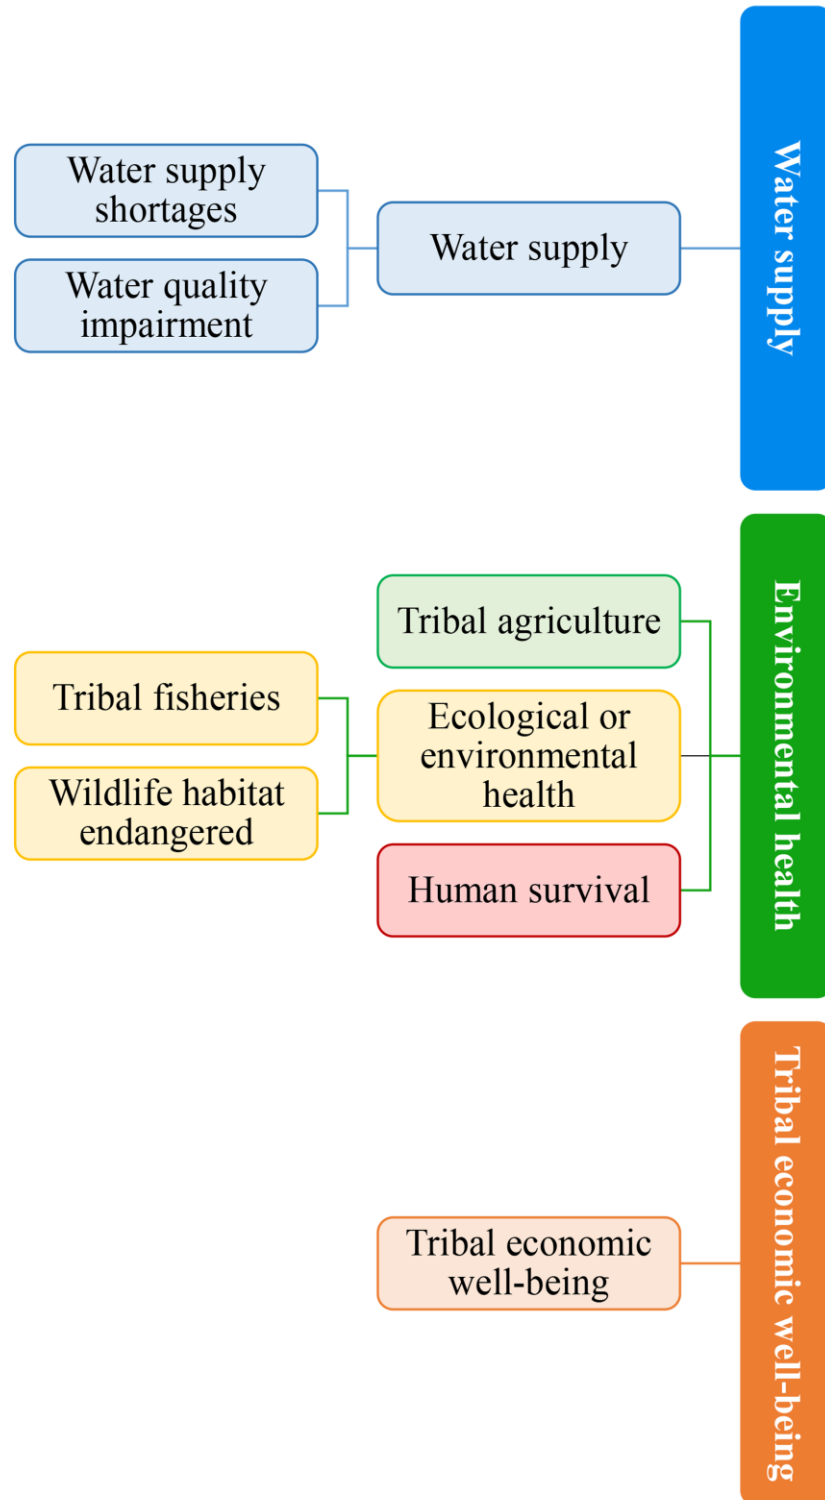 Water supply
shortages
Water quality
impairment
Water supply
Water supply
Tribal fisheries
Wildlife habitat
endangered
Tribal agriculture
Ecological or
environmental
health
Human survival
Environmental health
Tribal economic
well-being
Tribal economic well-being